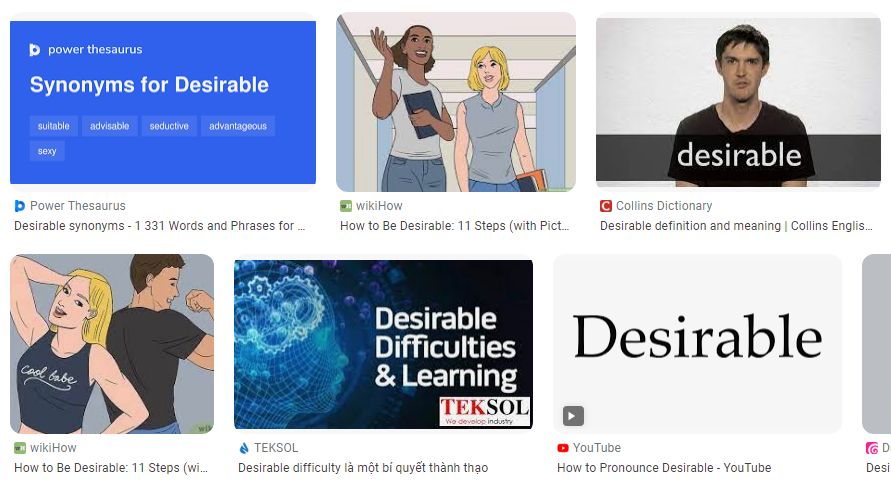 power thesaurus
Synonyms for Desirable
suitable advisable seductive advantageous
sexy
desirable
Power Thesaurus
Desirable synonyms - 1 331 Words and Phrases for ...
wikiHow
How to Be Desirable: 11 Steps (with Pict...
Collins Dictionary
Desirable definition and meaning | Collins Englis...
cool babe
Desirable
Difficulties
& Learning
TEKSOL
We develop industry
Desirable
wikiHow
How to Be Desirable: 11 Steps (wi...
TEKSOL
Desirable difficulty là một bí quyết thành thạo
YouTube
How to Pronounce Desirable - YouTube
Desi